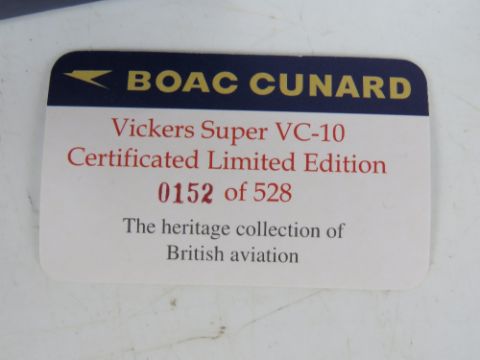 BOAC CUNARD
Vickers Super VC-10
Certificated Limited Edition
0152 of 528
The heritage collection of
British aviation